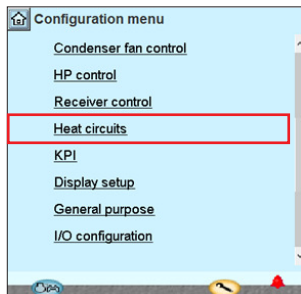 Configuration menu
Condenser fan control
HP control
Receiver control
Heat circuits
KPI
Display setup
General purpose
I/O configuration